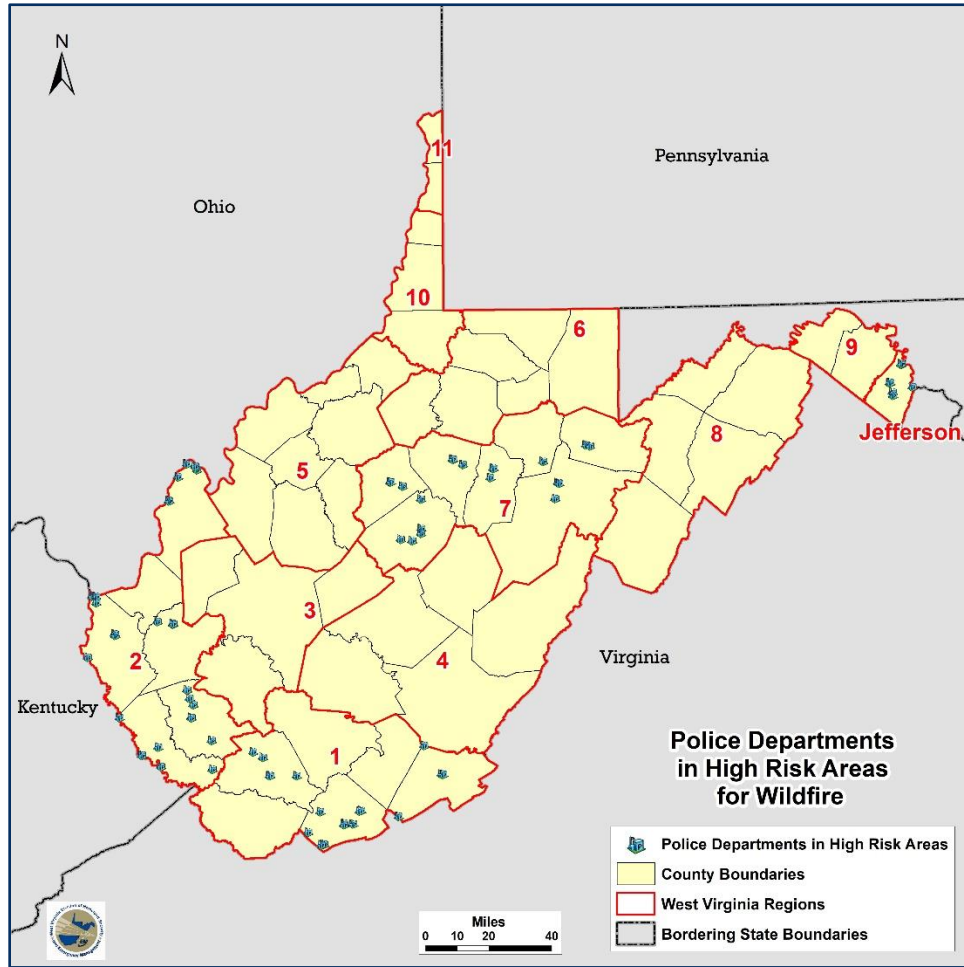 N
11
Pennsylvania
Ohio
10
6
9
8
Jefferson
5
7
3
2
4
Virginia
Kentucky
1
Police Departments
in High Risk Areas
for Wildfire
Police Departments in High Risk Areas
County Boundaries
West Virginia Regions
Bordering State Boundaries
Miles
0 10 20 40